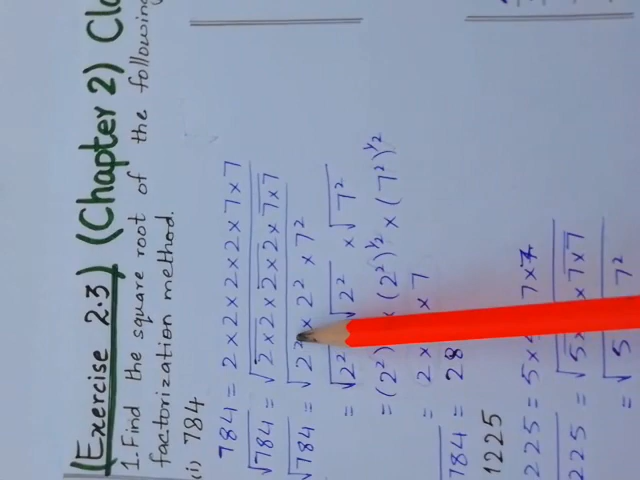 (Exercise 2.3) (Chapter 2)
1. Find the square root of the following
factorization method.
(i) 784
784 = 2 × 2 × 2 × 2 × 7 × 7
√784 = √2 × 2 × 2 × 2 × 7 × 7
√784 = √2² × 2² × 7²
= √2² √2² × √7²
= (2²) × (2²)^½ × (7²)^½
= 2 × × 7
√784 = 28
1225
225 = 5 × 7 × 7
225 = √5 × 7 × 7
= √5 7²